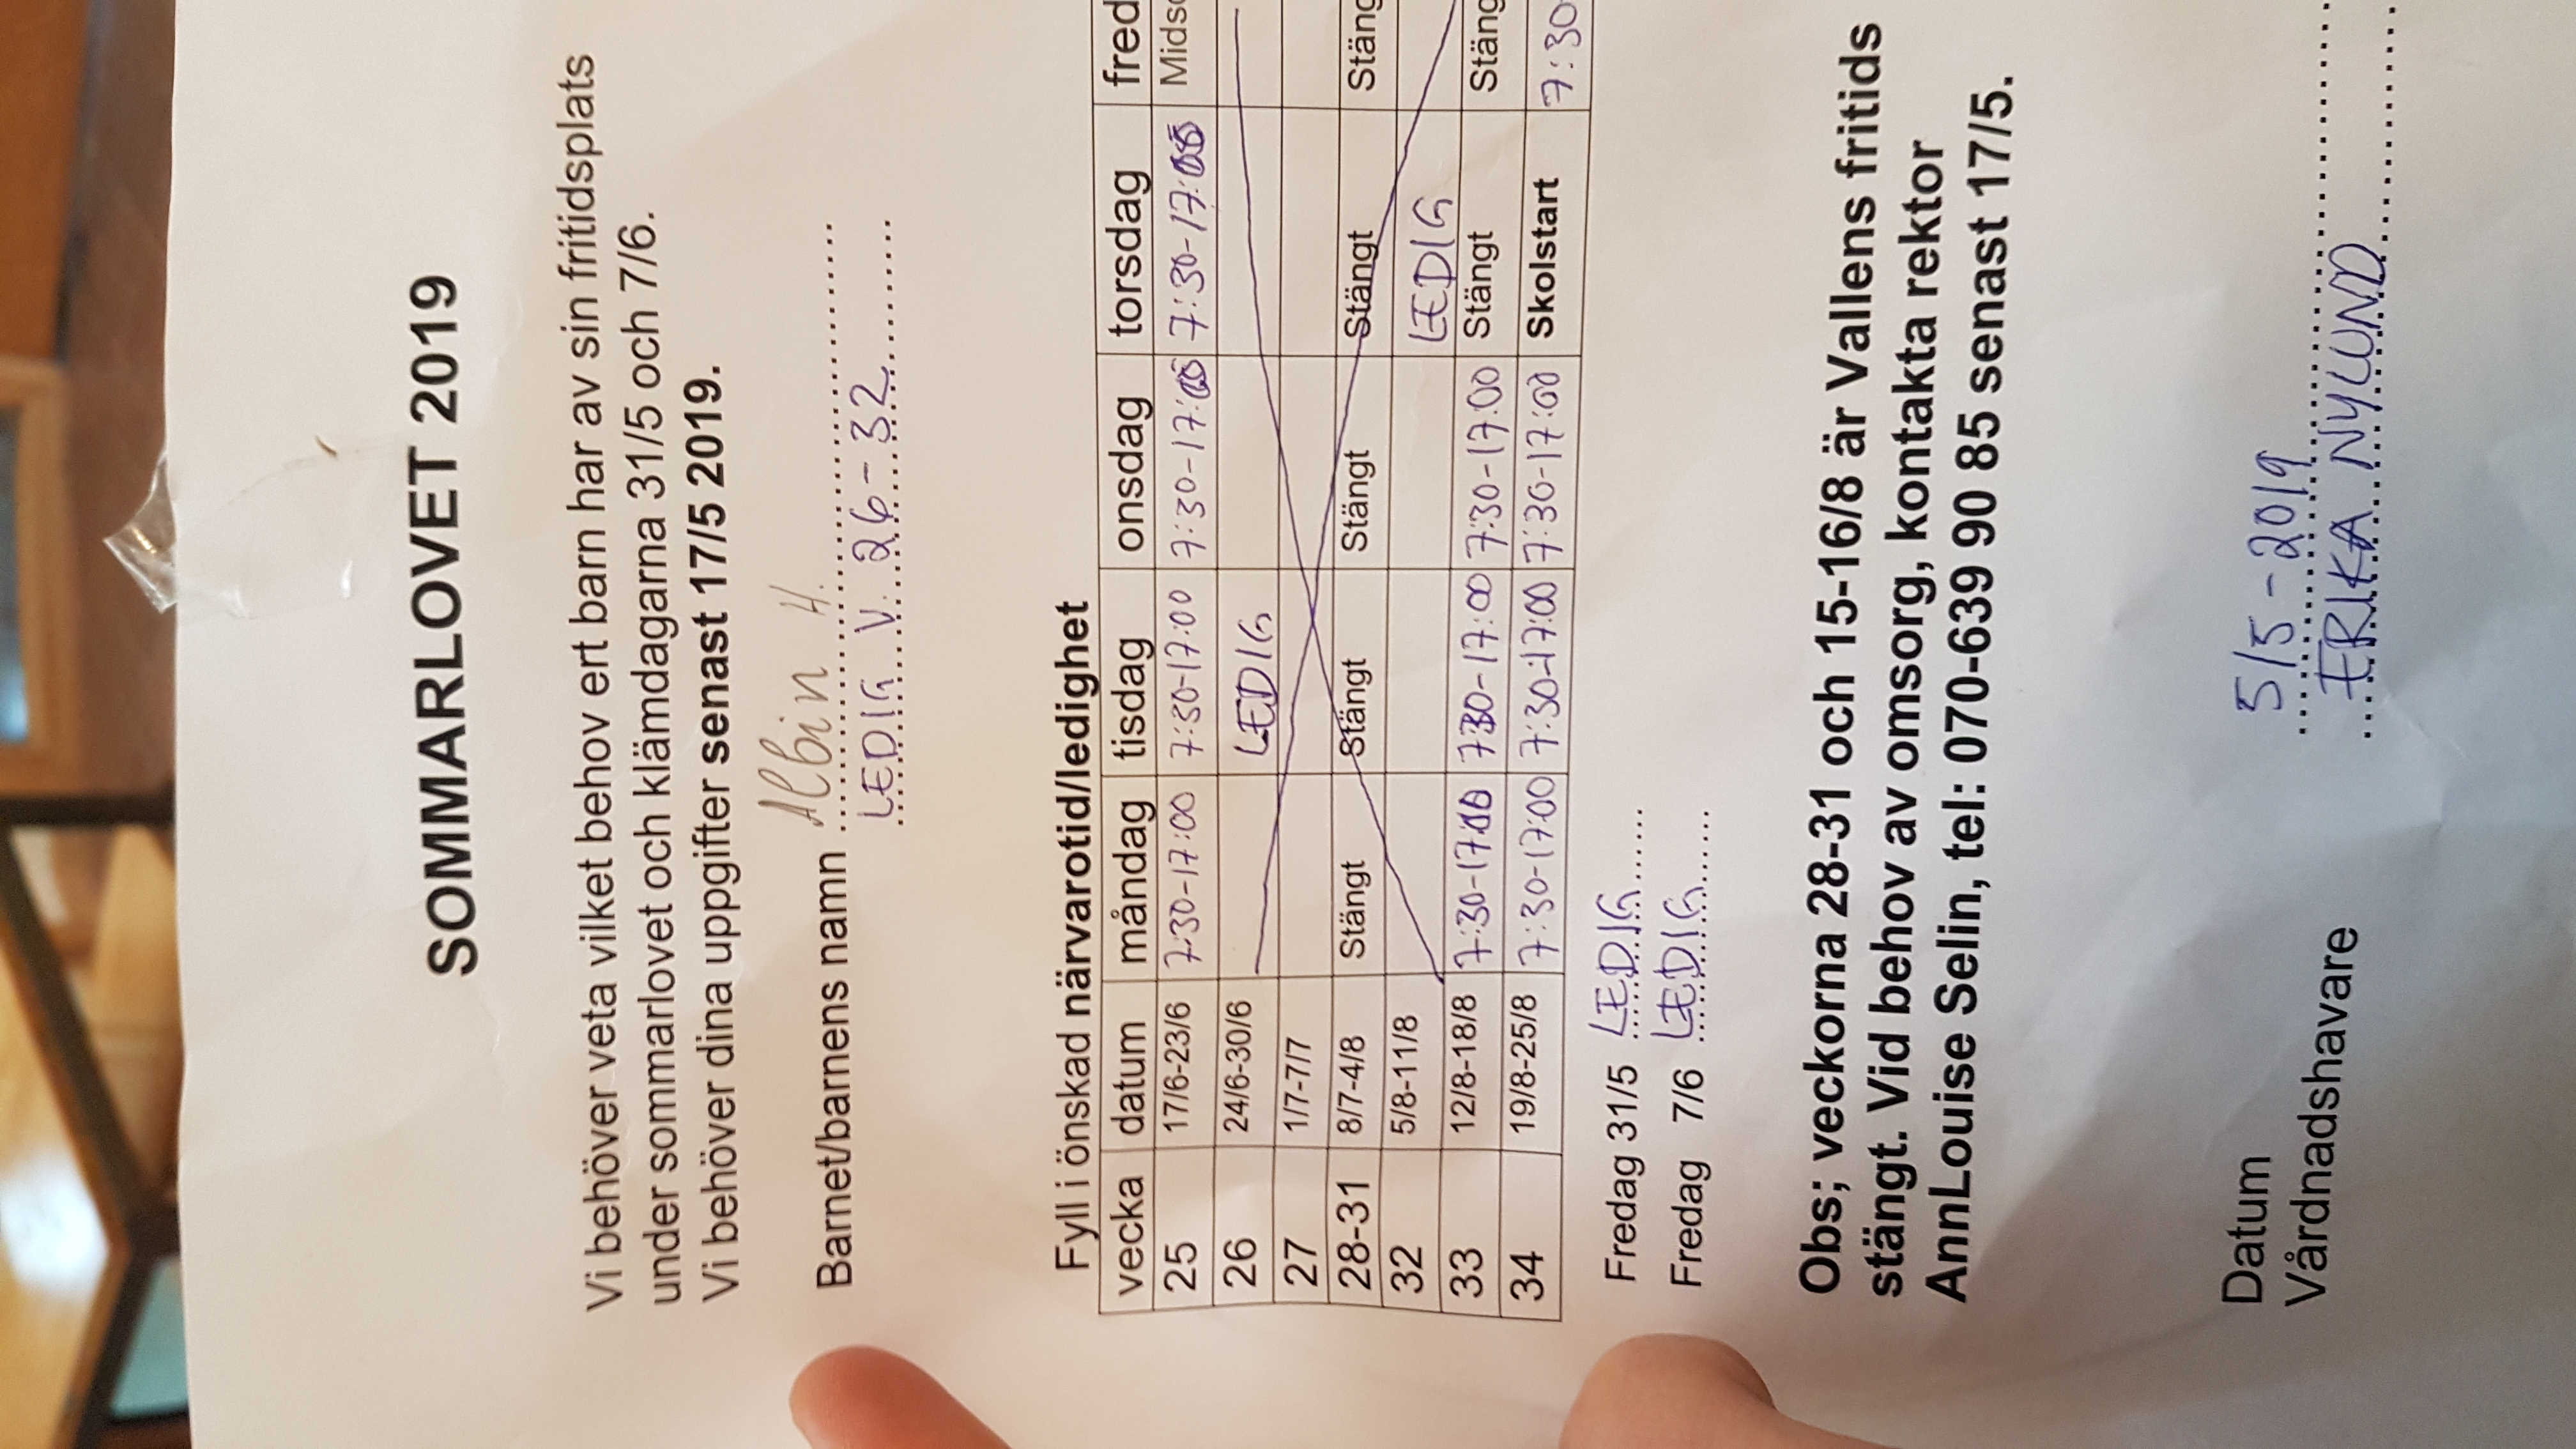 SOMMARLOVET 2019
Vi behöver veta vilket behov ert barn har av sin fritidsplats
under sommarlovet och klämdagarna 31/5 och 7/6.
Vi behöver dina uppgifter senast 17/5 2019.
Barnet/barnens namn Albin H.
LEDIG V. 26-32
Fyll i önskad närvarotid/ledighet
vecka datum måndag tisdag onsdag torsdag fred
25 17/6-23/6 7:30-17:00 7:30-17:00 7:30-17:05 7:30-17:05 Midso
26 24/6-30/6 LEDIG
27 1/7-7/7
28-31 8/7-4/8 Stängt Stängt Stängt Stängt Stäng
32 5/8-11/8 LEDIG
33 12/8-18/8 7:30-17:00 7:30-17:00 7:30-17:00 Stängt Stäng
34 19/8-25/8 7:30-17:00 7:30-17:00 7:30-17:00 Skolstart 7:30
Fredag 31/5 LEDIG
Fredag 7/6 LEDIG
Obs; veckorna 28-31 och 15-16/8 är Vallens fritids
stängt. Vid behov av omsorg, kontakta rektor
AnnLouise Selin, tel: 070-639 90 85 senast 17/5.
Datum 5/5-2019
Vårdnadshavare ERIKA NYLUND